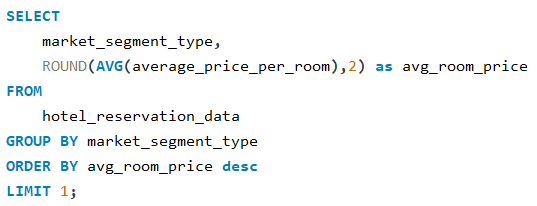 SELECT
market_segment_type,
ROUND(AVG(average_price_per_room),2) as avg_room_price
FROM
hotel_reservation_data
GROUP BY market_segment_type
ORDER BY avg_room_price desc
LIMIT 1;